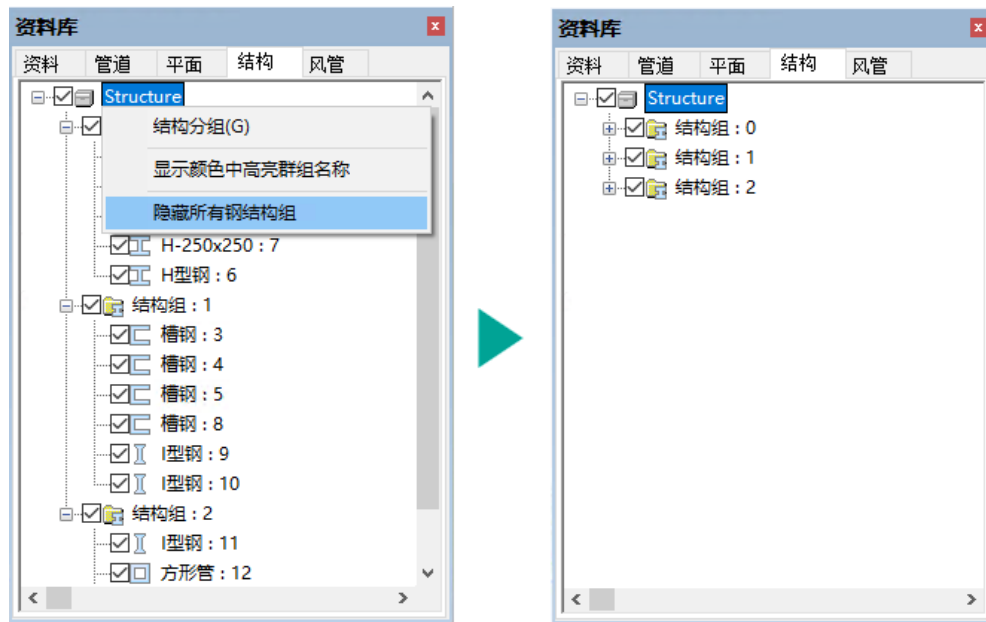 资料库
资料 管道 平面 结构 风管
Structure
结构分组(G)
显示颜色中高亮群组名称
隐藏所有钢结构组
H-250x250 : 7
H型钢 : 6
结构组 : 1
槽钢 : 3
槽钢 : 4
槽钢 : 5
槽钢 : 8
I型钢 : 9
I型钢 : 10
结构组 : 2
I型钢 : 11
方形管 : 12
资料库
资料 管道 平面 结构 风管
Structure
结构组 : 0
结构组 : 1
结构组 : 2